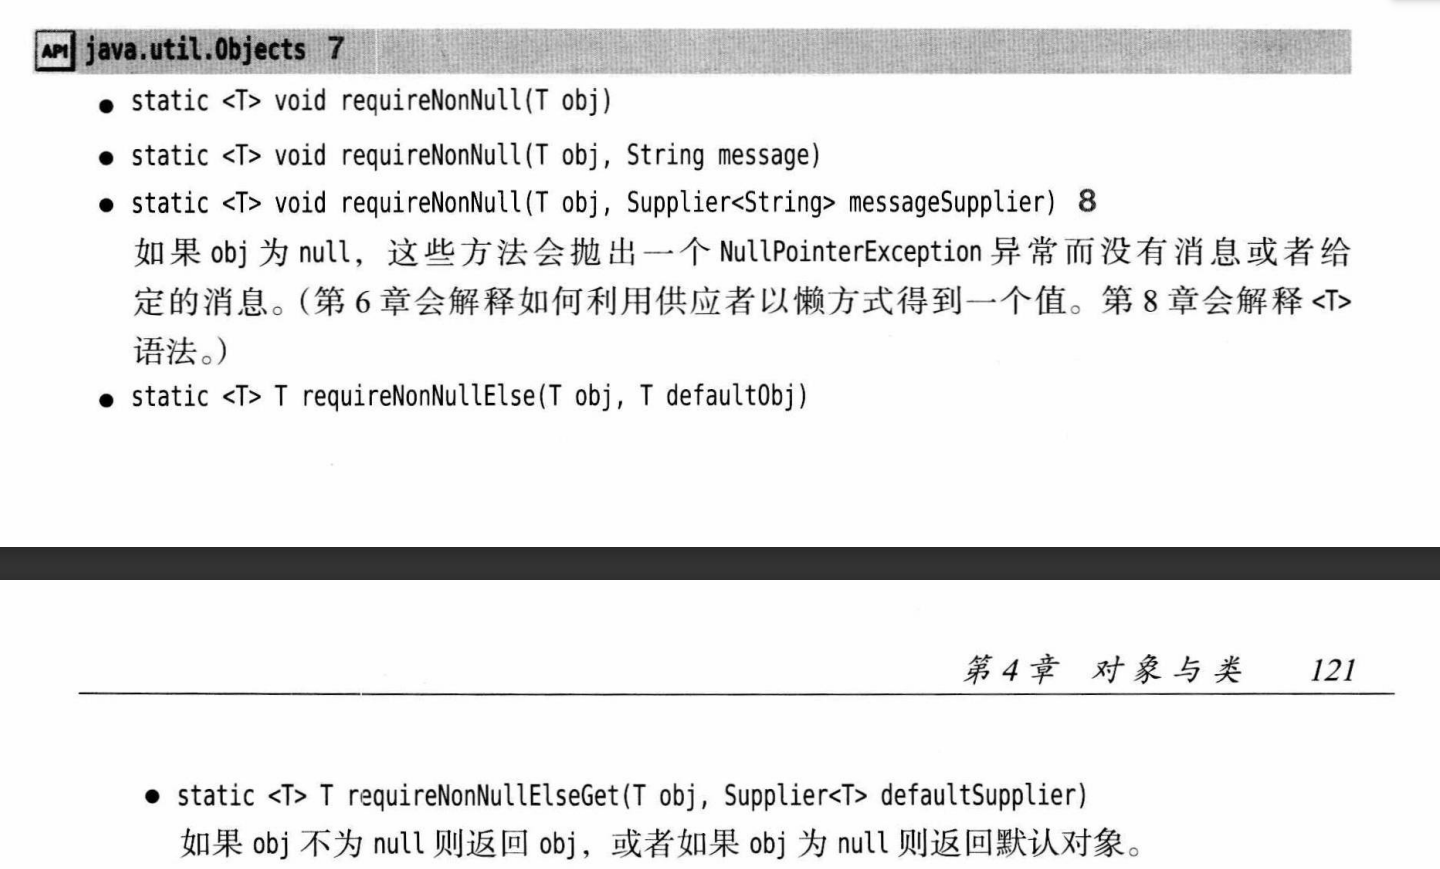 API java.util.Objects 7
● static <T> void requireNonNull(T obj)
● static <T> void requireNonNull(T obj, String message)
● static <T> void requireNonNull(T obj, Supplier<String> messageSupplier) 8
如果 obj 为 null，这些方法会抛出一个 NullPointerException 异常而没有消息或者给
定的消息。（第 6 章会解释如何利用供应者以懒方式得到一个值。第 8 章会解释 <T>
语法。）
● static <T> T requireNonNullElse(T obj, T defaultObj)
第 4 章 对象与类 121
● static <T> T requireNonNullElseGet(T obj, Supplier<T> defaultSupplier)
如果 obj 不为 null 则返回 obj，或者如果 obj 为 null 则返回默认对象。